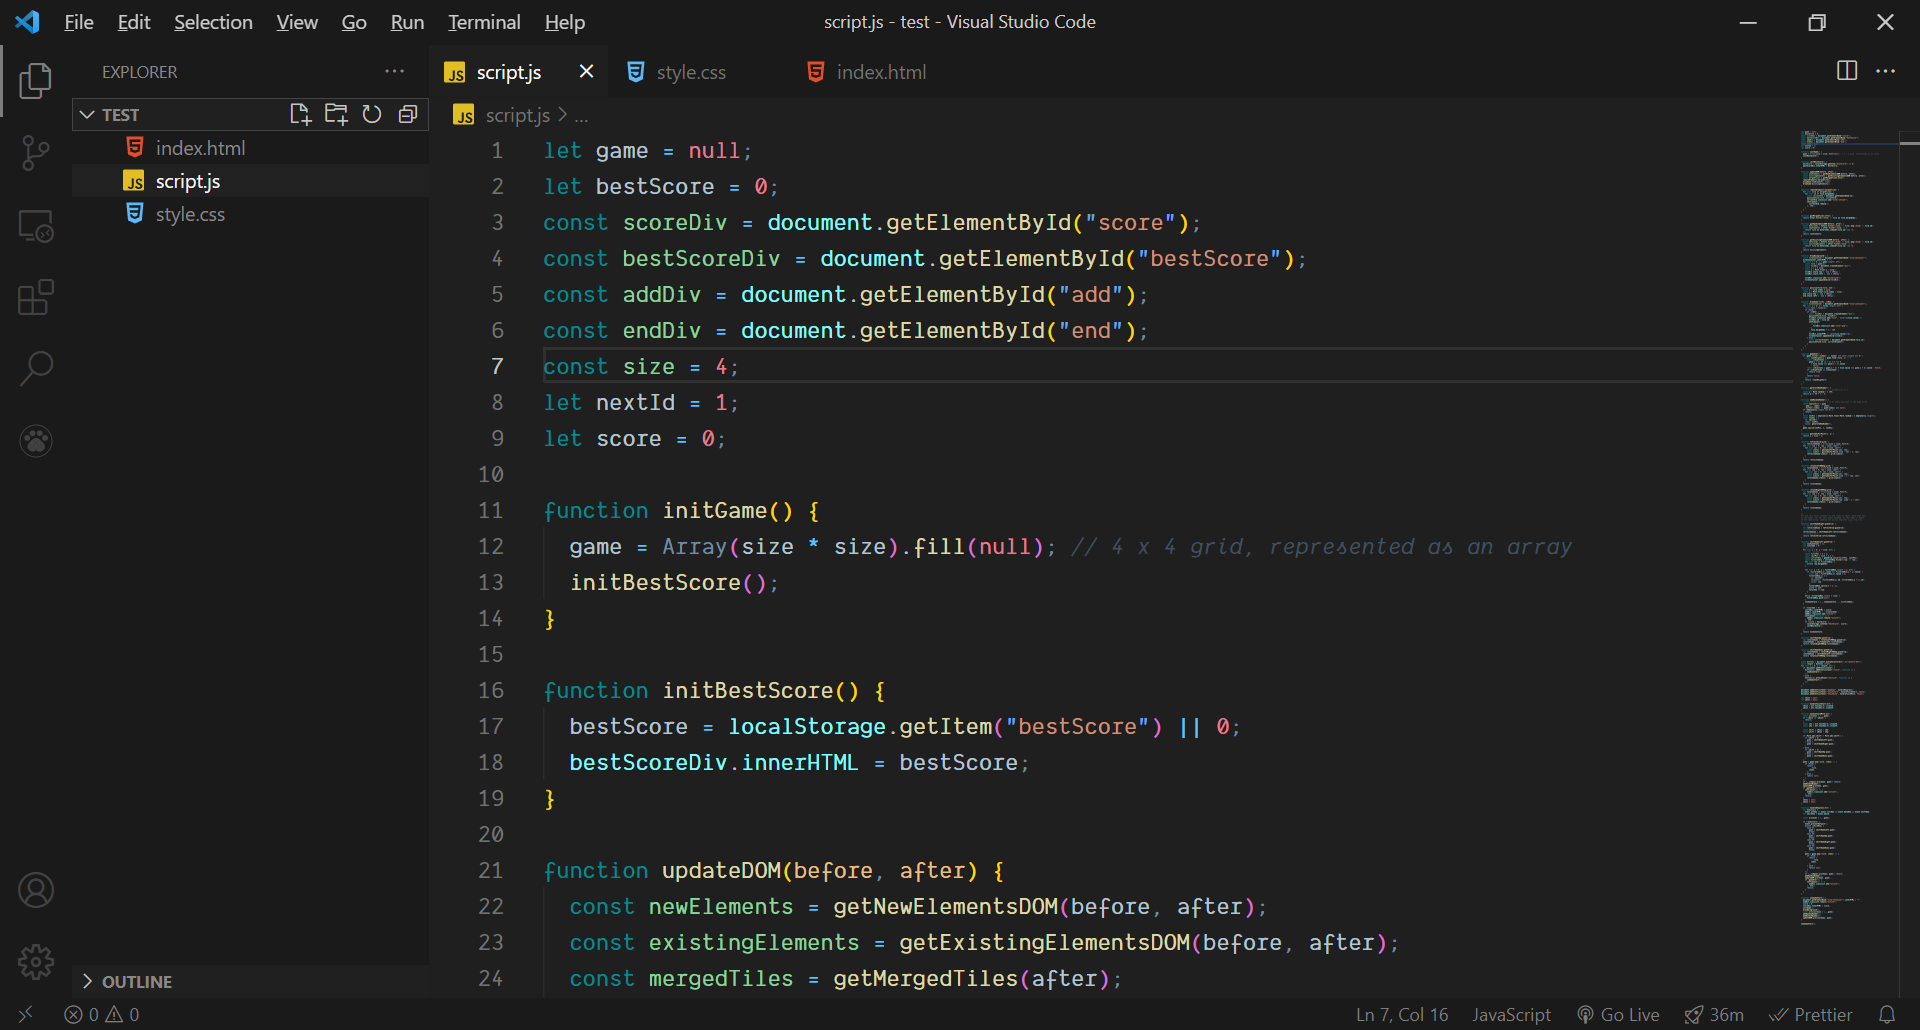 File Edit Selection View Go Run Terminal Help
script.js - test - Visual Studio Code
EXPLORER
TEST
index.html
script.js
style.css
OUTLINE
script.js
style.css
index.html
script.js > ...
1 let game = null;
2 let bestScore = 0;
3 const scoreDiv = document.getElementById("score");
4 const bestScoreDiv = document.getElementById("bestScore");
5 const addDiv = document.getElementById("add");
6 const endDiv = document.getElementById("end");
7 const size = 4;
8 let nextId = 1;
9 let score = 0;
10
11 function initGame() {
12 game = Array(size * size).fill(null); // 4 x 4 grid, represented as an array
13 initBestScore();
14 }
15
16 function initBestScore() {
17 bestScore = localStorage.getItem("bestScore") || 0;
18 bestScoreDiv.innerHTML = bestScore;
19 }
20
21 function updateDOM(before, after) {
22 const newElements = getNewElementsDOM(before, after);
23 const existingElements = getExistingElementsDOM(before, after);
24 const mergedTiles = getMergedTiles(after);
0 0
Ln 7, Col 16 JavaScript Go Live 36m Prettier